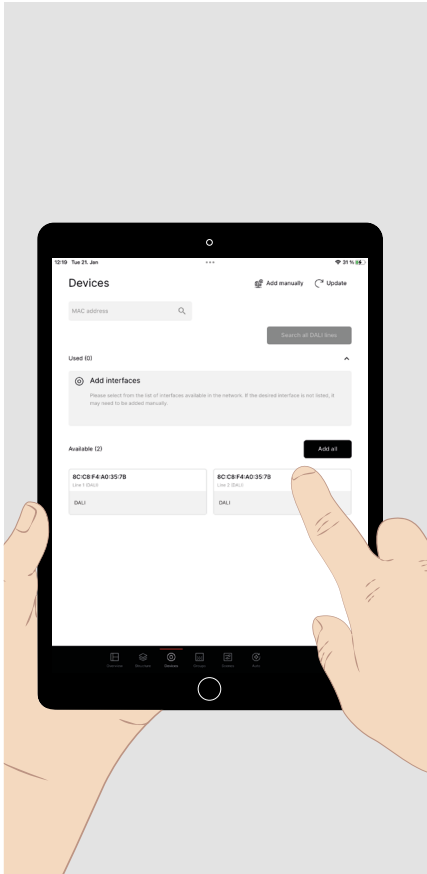 12:19 Tue 21. Jan
31 %
Devices
Add manually
Update
MAC address
Search all DALI lines
Used (0)
Add interfaces
Please select from the list of interfaces available in the network. If the desired interface is not listed, it
may need to be added manually.
Available (2)
Add all
8C:C8:F4:A0:35:7B
8C:C8:F4:A0:35:7B
Line 1 (DALI)
Line 2 (DALI)
DALI
DALI
Devices
Groups